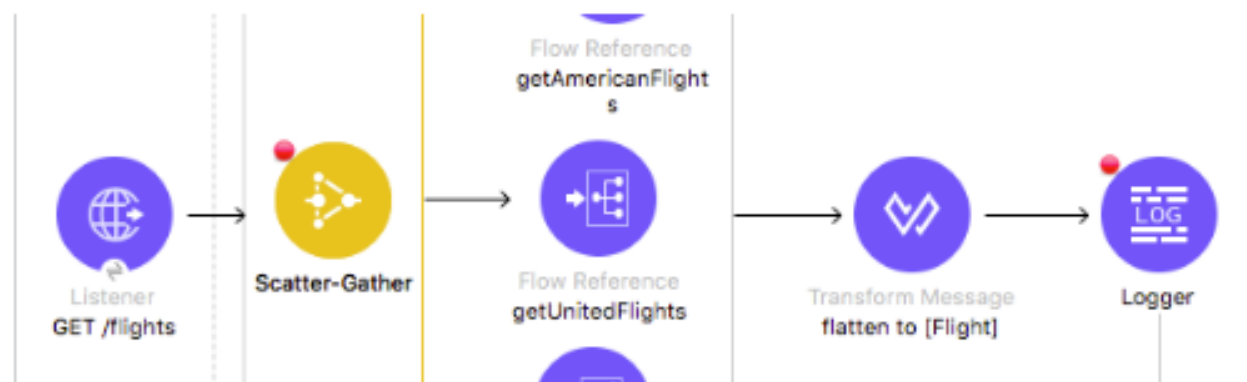 Flow Reference
getAmericanFlight
s
Listener
GET /flights
Scatter-Gather
Flow Reference
getUnitedFlights
Transform Message
flatten to [Flight]
LOG
Logger